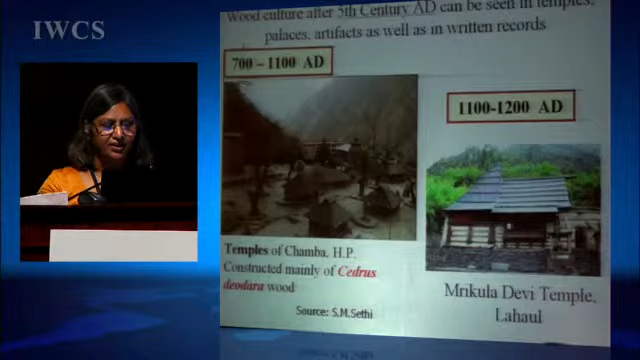 IWCS
Wood culture after 5th Century AD can be seen in temples,
palaces, artifacts as well as in written records
700 – 1100 AD
1100-1200 AD
Temples of Chamba, H.P.
Constructed mainly of Cedrus
deodara wood
Source: S.M.Sethi
Mrikula Devi Temple,
Lahaul